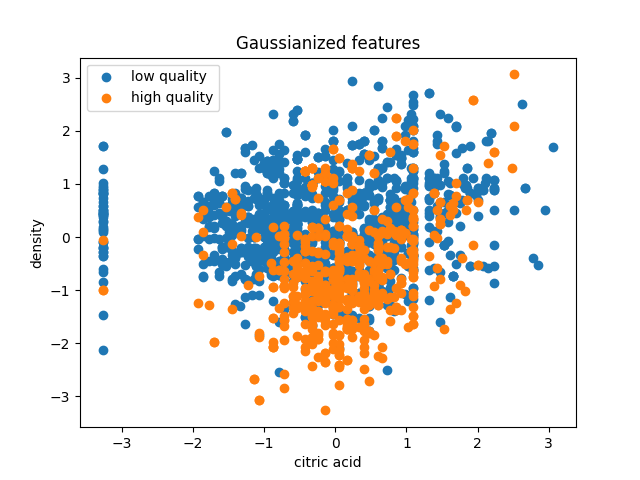 Gaussianized features
low quality
high quality
3
2
1
0
−1
−2
−3
density
−3
−2
−1
0
1
2
3
citric acid